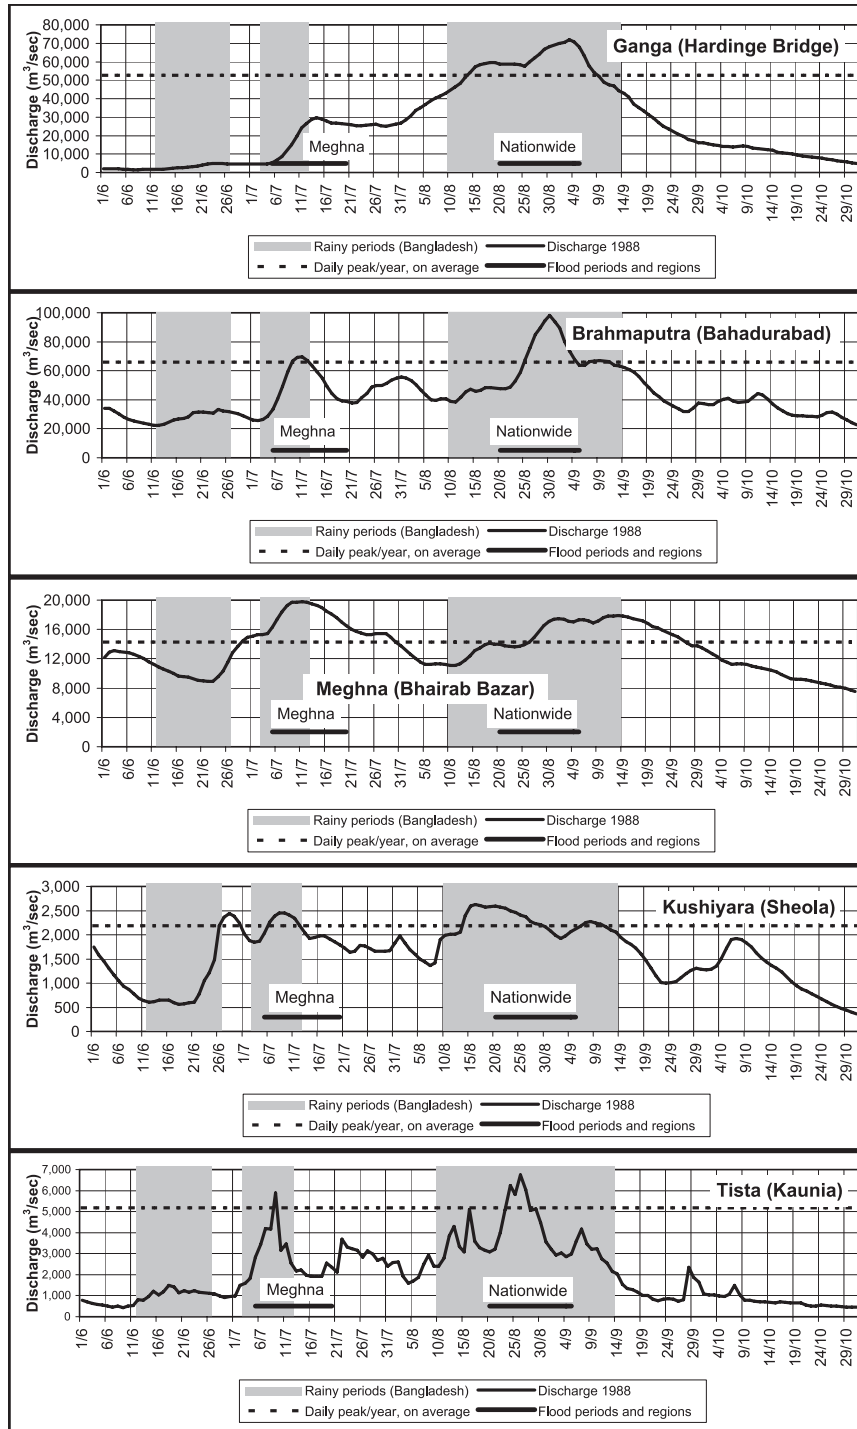 Ganga (Hardinge Bridge)
Discharge (m³/sec)
80,000
70,000
60,000
50,000
40,000
30,000
20,000
10,000
0
Meghna
Nationwide
1/6 6/6 11/6 16/6 21/6 26/6 1/7 6/7 11/7 16/7 21/7 26/7 31/7 5/8 10/8 15/8 20/8 25/8 30/8 4/9 9/9 14/9 19/9 24/9 29/9 4/10 9/10 14/10 19/10 24/10 29/10
Rainy periods (Bangladesh) Discharge 1988
Daily peak/year, on average Flood periods and regions
Brahmaputra (Bahadurabad)
Discharge (m³/sec)
100,000
80,000
60,000
40,000
20,000
0
Meghna
Nationwide
1/6 6/6 11/6 16/6 21/6 26/6 1/7 6/7 11/7 16/7 21/7 26/7 31/7 5/8 10/8 15/8 20/8 25/8 30/8 4/9 9/9 14/9 19/9 24/9 29/9 4/10 9/10 14/10 19/10 24/10 29/10
Rainy periods (Bangladesh) Discharge 1988
Daily peak/year, on average Flood periods and regions
Discharge (m³/sec)
20,000
16,000
12,000
8,000
4,000
0
Meghna (Bhairab Bazar)
Meghna
Nationwide
1/6 6/6 11/6 16/6 21/6 26/6 1/7 6/7 11/7 16/7 21/7 26/7 31/7 5/8 10/8 15/8 20/8 25/8 30/8 4/9 9/9 14/9 19/9 24/9 29/9 4/10 9/10 14/10 19/10 24/10 29/10
Rainy periods (Bangladesh) Discharge 1988
Daily peak/year, on average Flood periods and regions
Kushiyara (Sheola)
Discharge (m³/sec)
3,000
2,500
2,000
1,500
1,000
500
0
Meghna
Nationwide
1/6 6/6 11/6 16/6 21/6 26/6 1/7 6/7 11/7 16/7 21/7 26/7 31/7 5/8 10/8 15/8 20/8 25/8 30/8 4/9 9/9 14/9 19/9 24/9 29/9 4/10 9/10 14/10 19/10 24/10 29/10
Rainy periods (Bangladesh) Discharge 1988
Daily peak/year, on average Flood periods and regions
Tista (Kaunia)
Discharge (m³/sec)
7,000
6,000
5,000
4,000
3,000
2,000
1,000
0
Meghna
Nationwide
1/6 6/6 11/6 16/6 21/6 26/6 1/7 6/7 11/7 16/7 21/7 26/7 31/7 5/8 10/8 15/8 20/8 25/8 30/8 4/9 9/9 14/9 19/9 24/9 29/9 4/10 9/10 14/10 19/10 24/10 29/10
Rainy periods (Bangladesh) Discharge 1988
Daily peak/year, on average Flood periods and regions